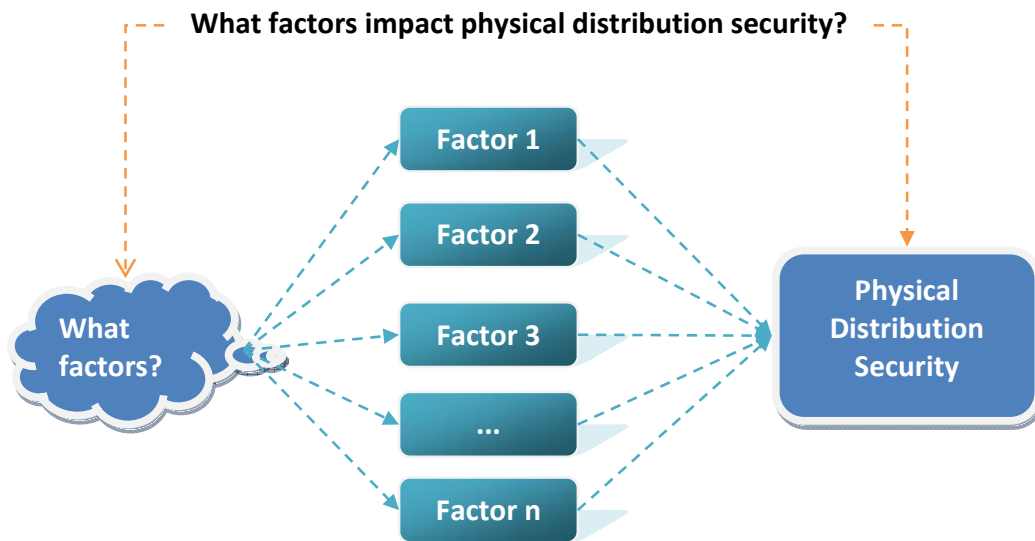 What factors impact physical distribution security?
Factor 1
Factor 2
What
factors?
Factor 3
...
Factor n
Physical
Distribution
Security